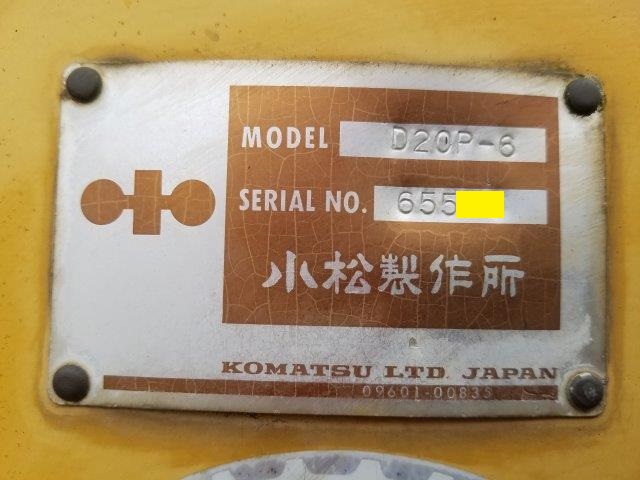 MODEL D20P-6
SERIAL NO. 655
小松製作所
KOMATSU LTD. JAPAN
09601-00835